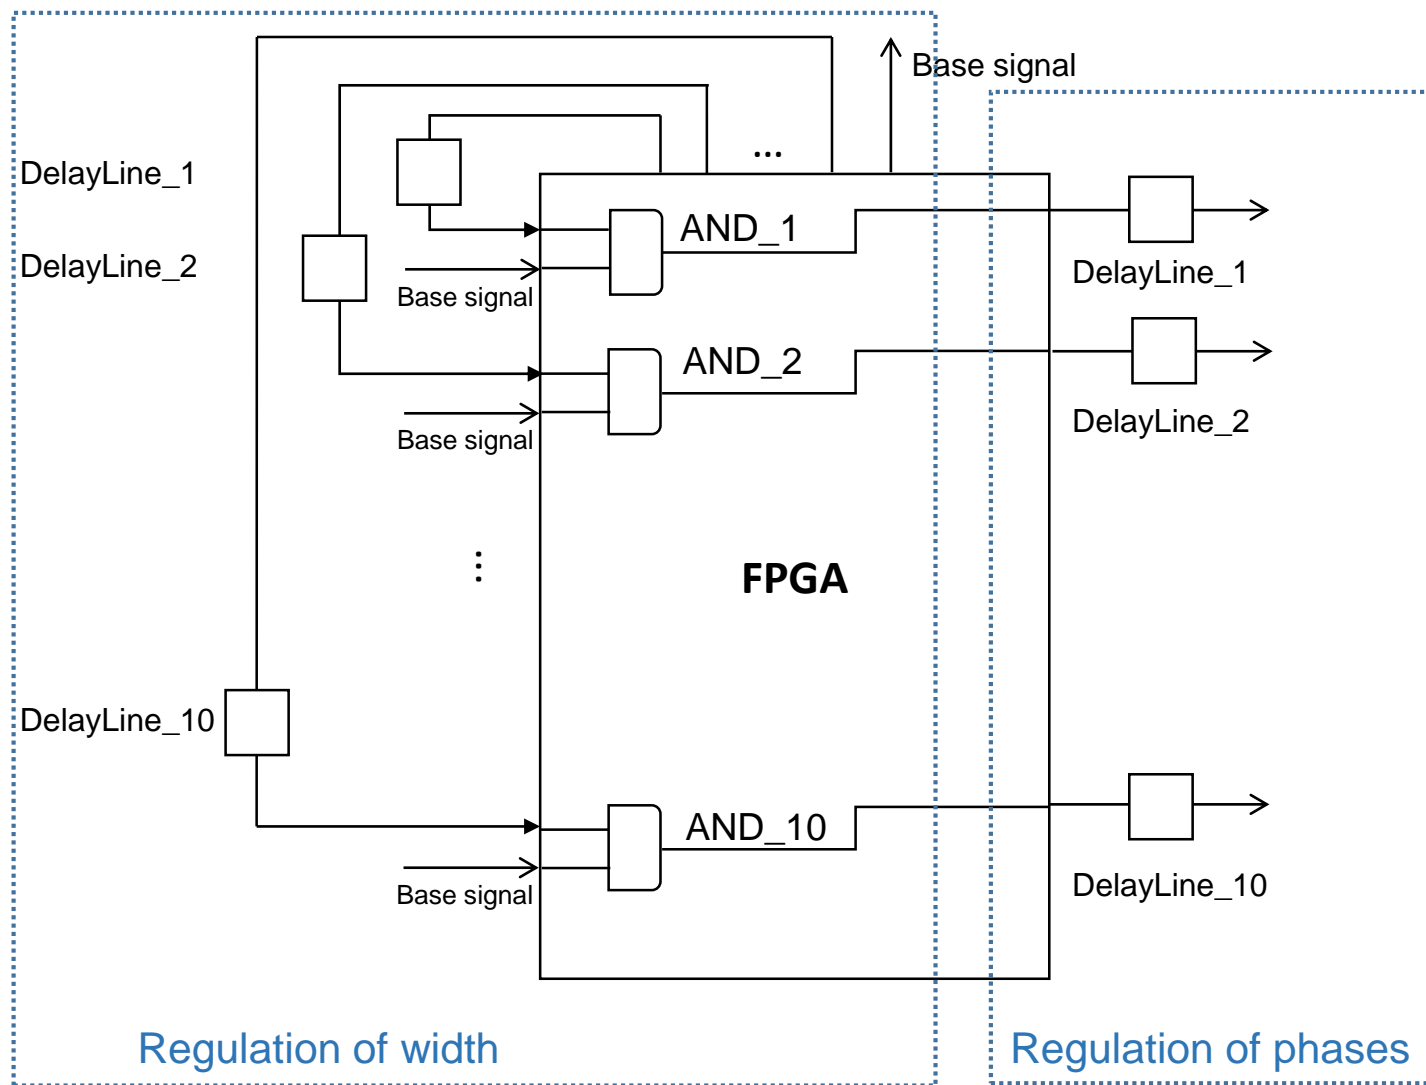 Base signal
...
DelayLine_1
AND_1
DelayLine_2
DelayLine_1
Base signal
AND_2
DelayLine_2
Base signal
...
FPGA
DelayLine_10
AND_10
DelayLine_10
Base signal
Regulation of width
Regulation of phases